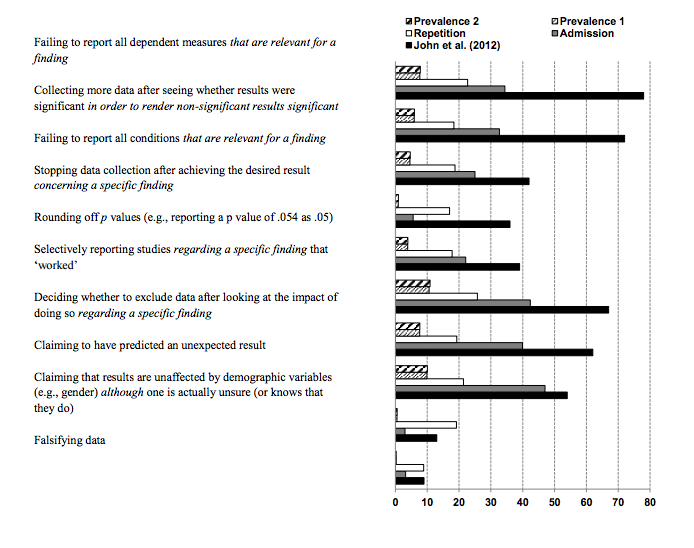 Prevalence 2
Prevalence 1
Repetition
Admission
John et al. (2012)
Failing to report all dependent measures that are relevant for a
finding
Collecting more data after seeing whether results were
significant in order to render non-significant results significant
Failing to report all conditions that are relevant for a finding
Stopping data collection after achieving the desired result
concerning a specific finding
Rounding off p values (e.g., reporting a p value of .054 as .05)
Selectively reporting studies regarding a specific finding that
‘worked’
Deciding whether to exclude data after looking at the impact of
doing so regarding a specific finding
Claiming to have predicted an unexpected result
Claiming that results are unaffected by demographic variables
(e.g., gender) although one is actually unsure (or knows that
they do)
Falsifying data
0 10 20 30 40 50 60 70 80